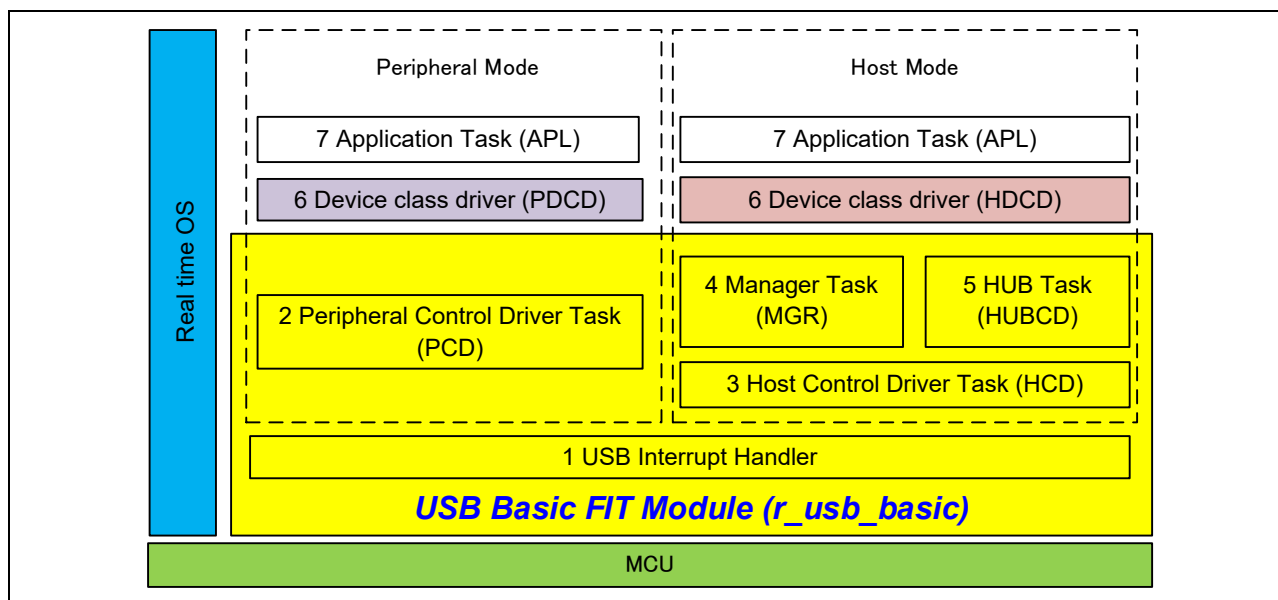 Real time OS
Peripheral Mode
Host Mode
7 Application Task (APL)
7 Application Task (APL)
6 Device class driver (PDCD)
6 Device class driver (HDCD)
2 Peripheral Control Driver Task
(PCD)
4 Manager Task
(MGR)
5 HUB Task
(HUBCD)
3 Host Control Driver Task (HCD)
1 USB Interrupt Handler
USB Basic FIT Module (r_usb_basic)
MCU